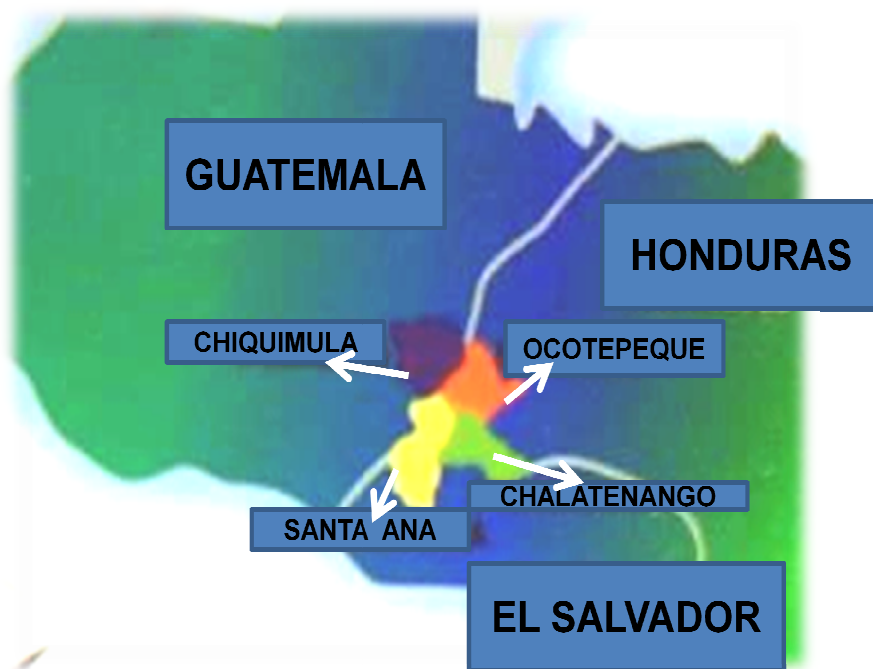 GUATEMALA
HONDURAS
CHIQUIMULA
OCOTEPEQUE
CHALATENANGO
SANTA ANA
EL SALVADOR